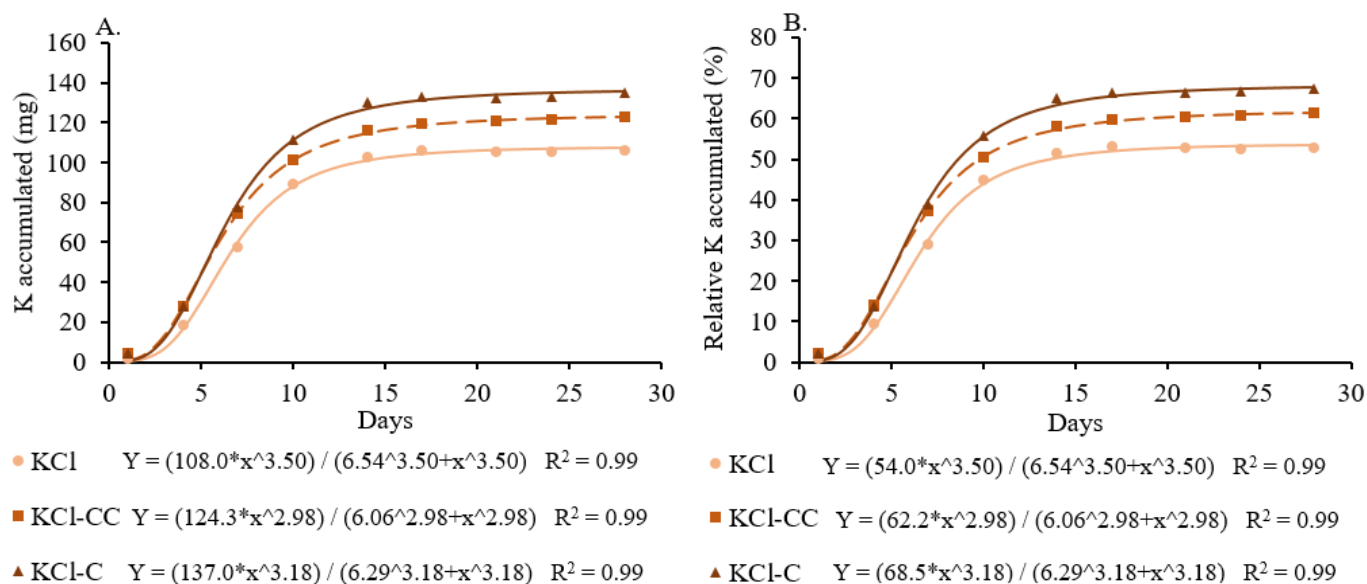 A.
K accumulated (mg)
160
140
120
100
80
60
40
20
0
0 5 10 15 20 25 30
Days
KCl Y = (108.0*x^3.50) / (6.54^3.50+x^3.50) R² = 0.99
KCl-CC Y = (124.3*x^2.98) / (6.06^2.98+x^2.98) R² = 0.99
KCl-C Y = (137.0*x^3.18) / (6.29^3.18+x^3.18) R² = 0.99
B.
Relative K accumulated (%)
80
70
60
50
40
30
20
10
0
0 5 10 15 20 25 30
Days
KCl Y = (54.0*x^3.50) / (6.54^3.50+x^3.50) R² = 0.99
KCl-CC Y = (62.2*x^2.98) / (6.06^2.98+x^2.98) R² = 0.99
KCl-C Y = (68.5*x^3.18) / (6.29^3.18+x^3.18) R² = 0.99